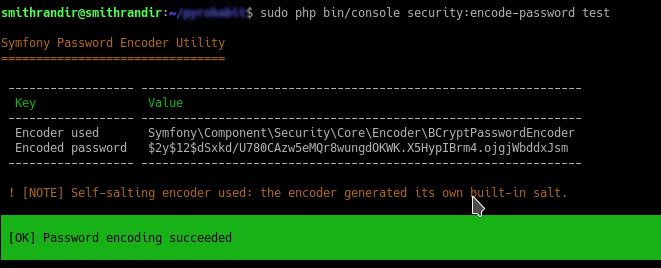 smithrandir@smithrandir:~/$ sudo php bin/console security:encode-password test
Symfony Password Encoder Utility
================================
Key Value
Encoder used Symfony\Component\Security\Core\Encoder\BCryptPasswordEncoder
Encoded password $2y$12$dSxkd/U780CAzw5eMQr8wungdOKWK.X5HypIBrm4.ojgjWbddxJsm
! [NOTE] Self-salting encoder used: the encoder generated its own built-in salt.
[OK] Password encoding succeeded